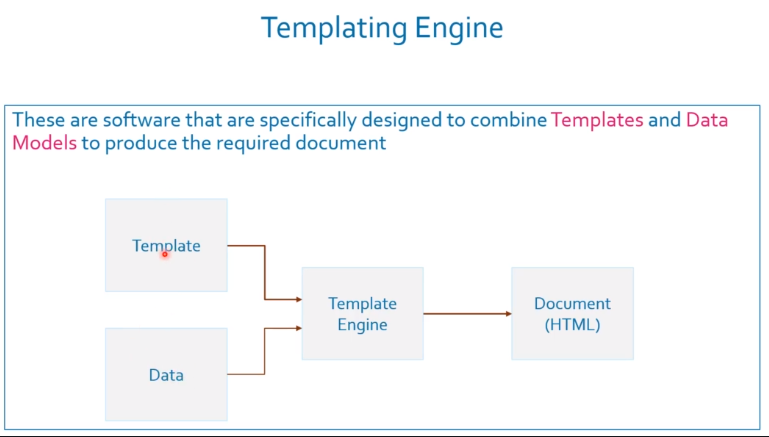 Templating Engine
These are software that are specifically designed to combine Templates and Data
Models to produce the required document
Template
Data
Template
Engine
Document
(HTML)